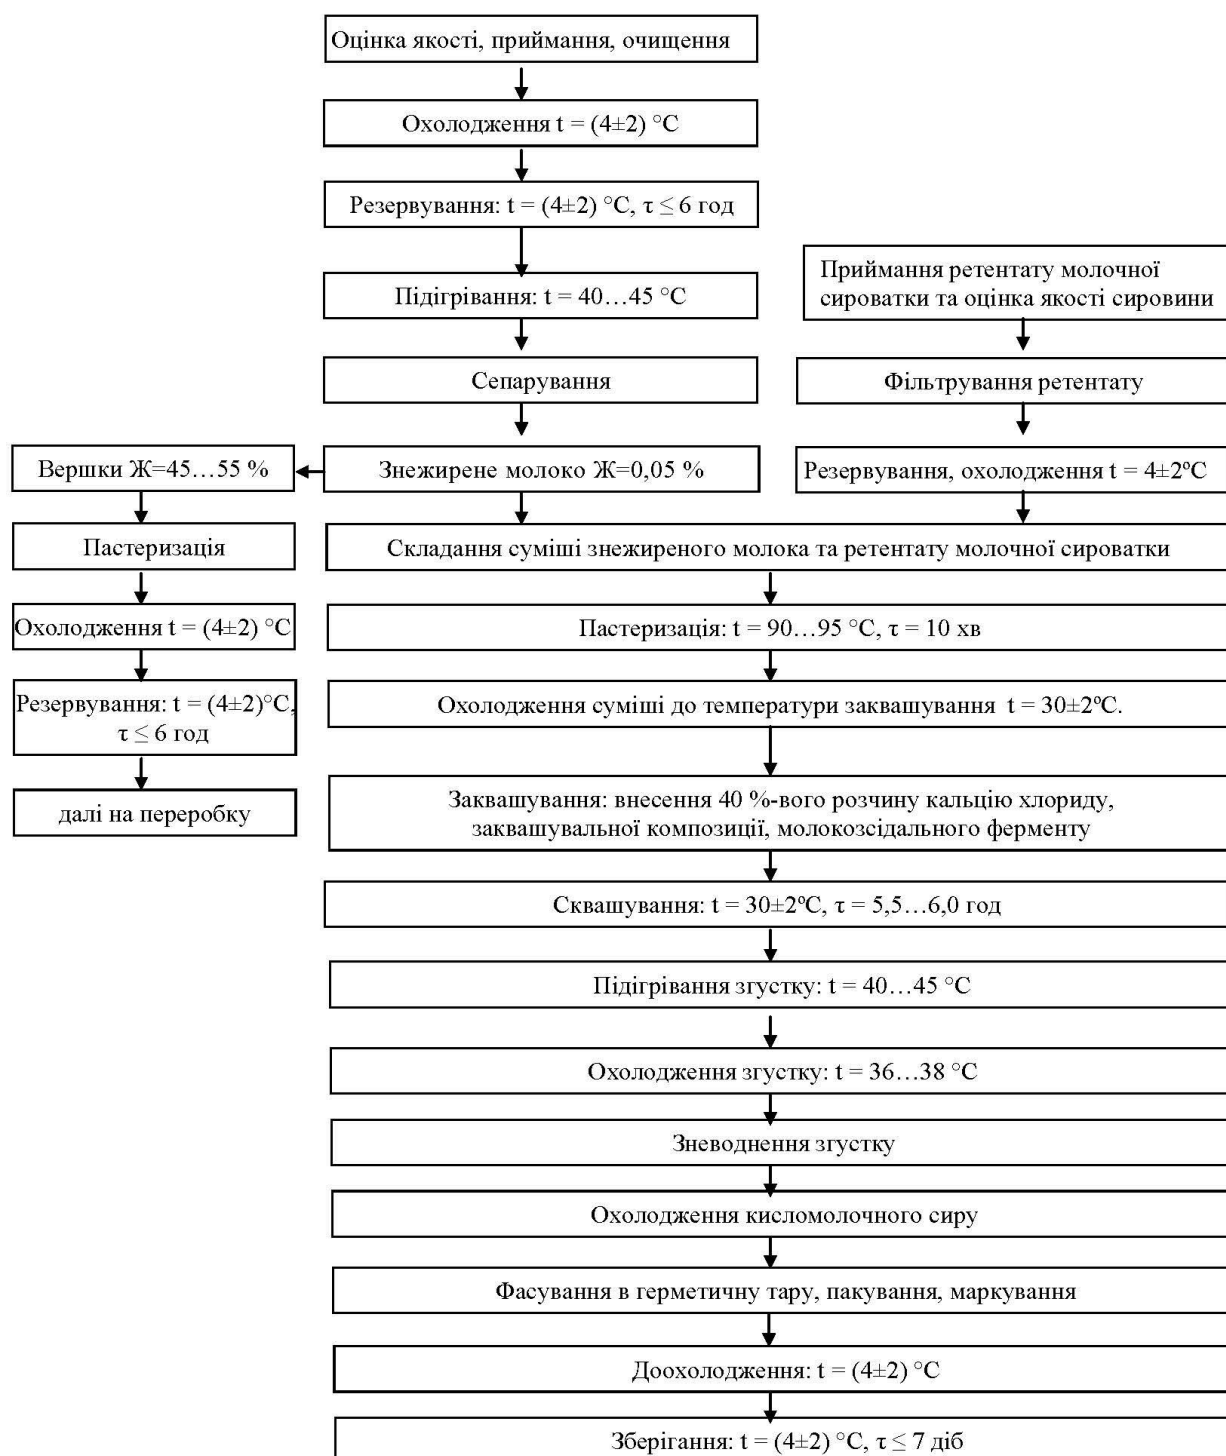 Оцінка якості, приймання, очищення
Охолодження t = (4±2) °С
Резервування: t = (4±2) °С, τ ≤ 6 год
Підігрівання: t = 40…45 °С
Сепарування
Приймання ретентату молочної
сироватки та оцінка якості сировини
Фільтрування ретентату
Вершки Ж=45…55 %
Знежирене молоко Ж=0,05 %
Резервування, охолодження t = 4±2ºС
Пастеризація
Охолодження t = (4±2) °С
Резервування: t = (4±2)°С,
τ ≤ 6 год
далі на переробку
Складання суміші знежиреного молока та ретентату молочної сироватки
Пастеризація: t = 90…95 °С, τ = 10 хв
Охолодження суміші до температури заквашування t = 30±2ºС.
Заквашування: внесення 40 %-вого розчину кальцію хлориду,
заквашувальної композиції, молокозсідального ферменту
Сквашування: t = 30±2ºС, τ = 5,5…6,0 год
Підігрівання згустку: t = 40…45 °С
Охолодження згустку: t = 36…38 °С
Зневоднення згустку
Охолодження кисломолочного сиру
Фасування в герметичну тару, пакування, маркування
Доохолодження: t = (4±2) °С
Зберігання: t = (4±2) °С, τ ≤ 7 діб